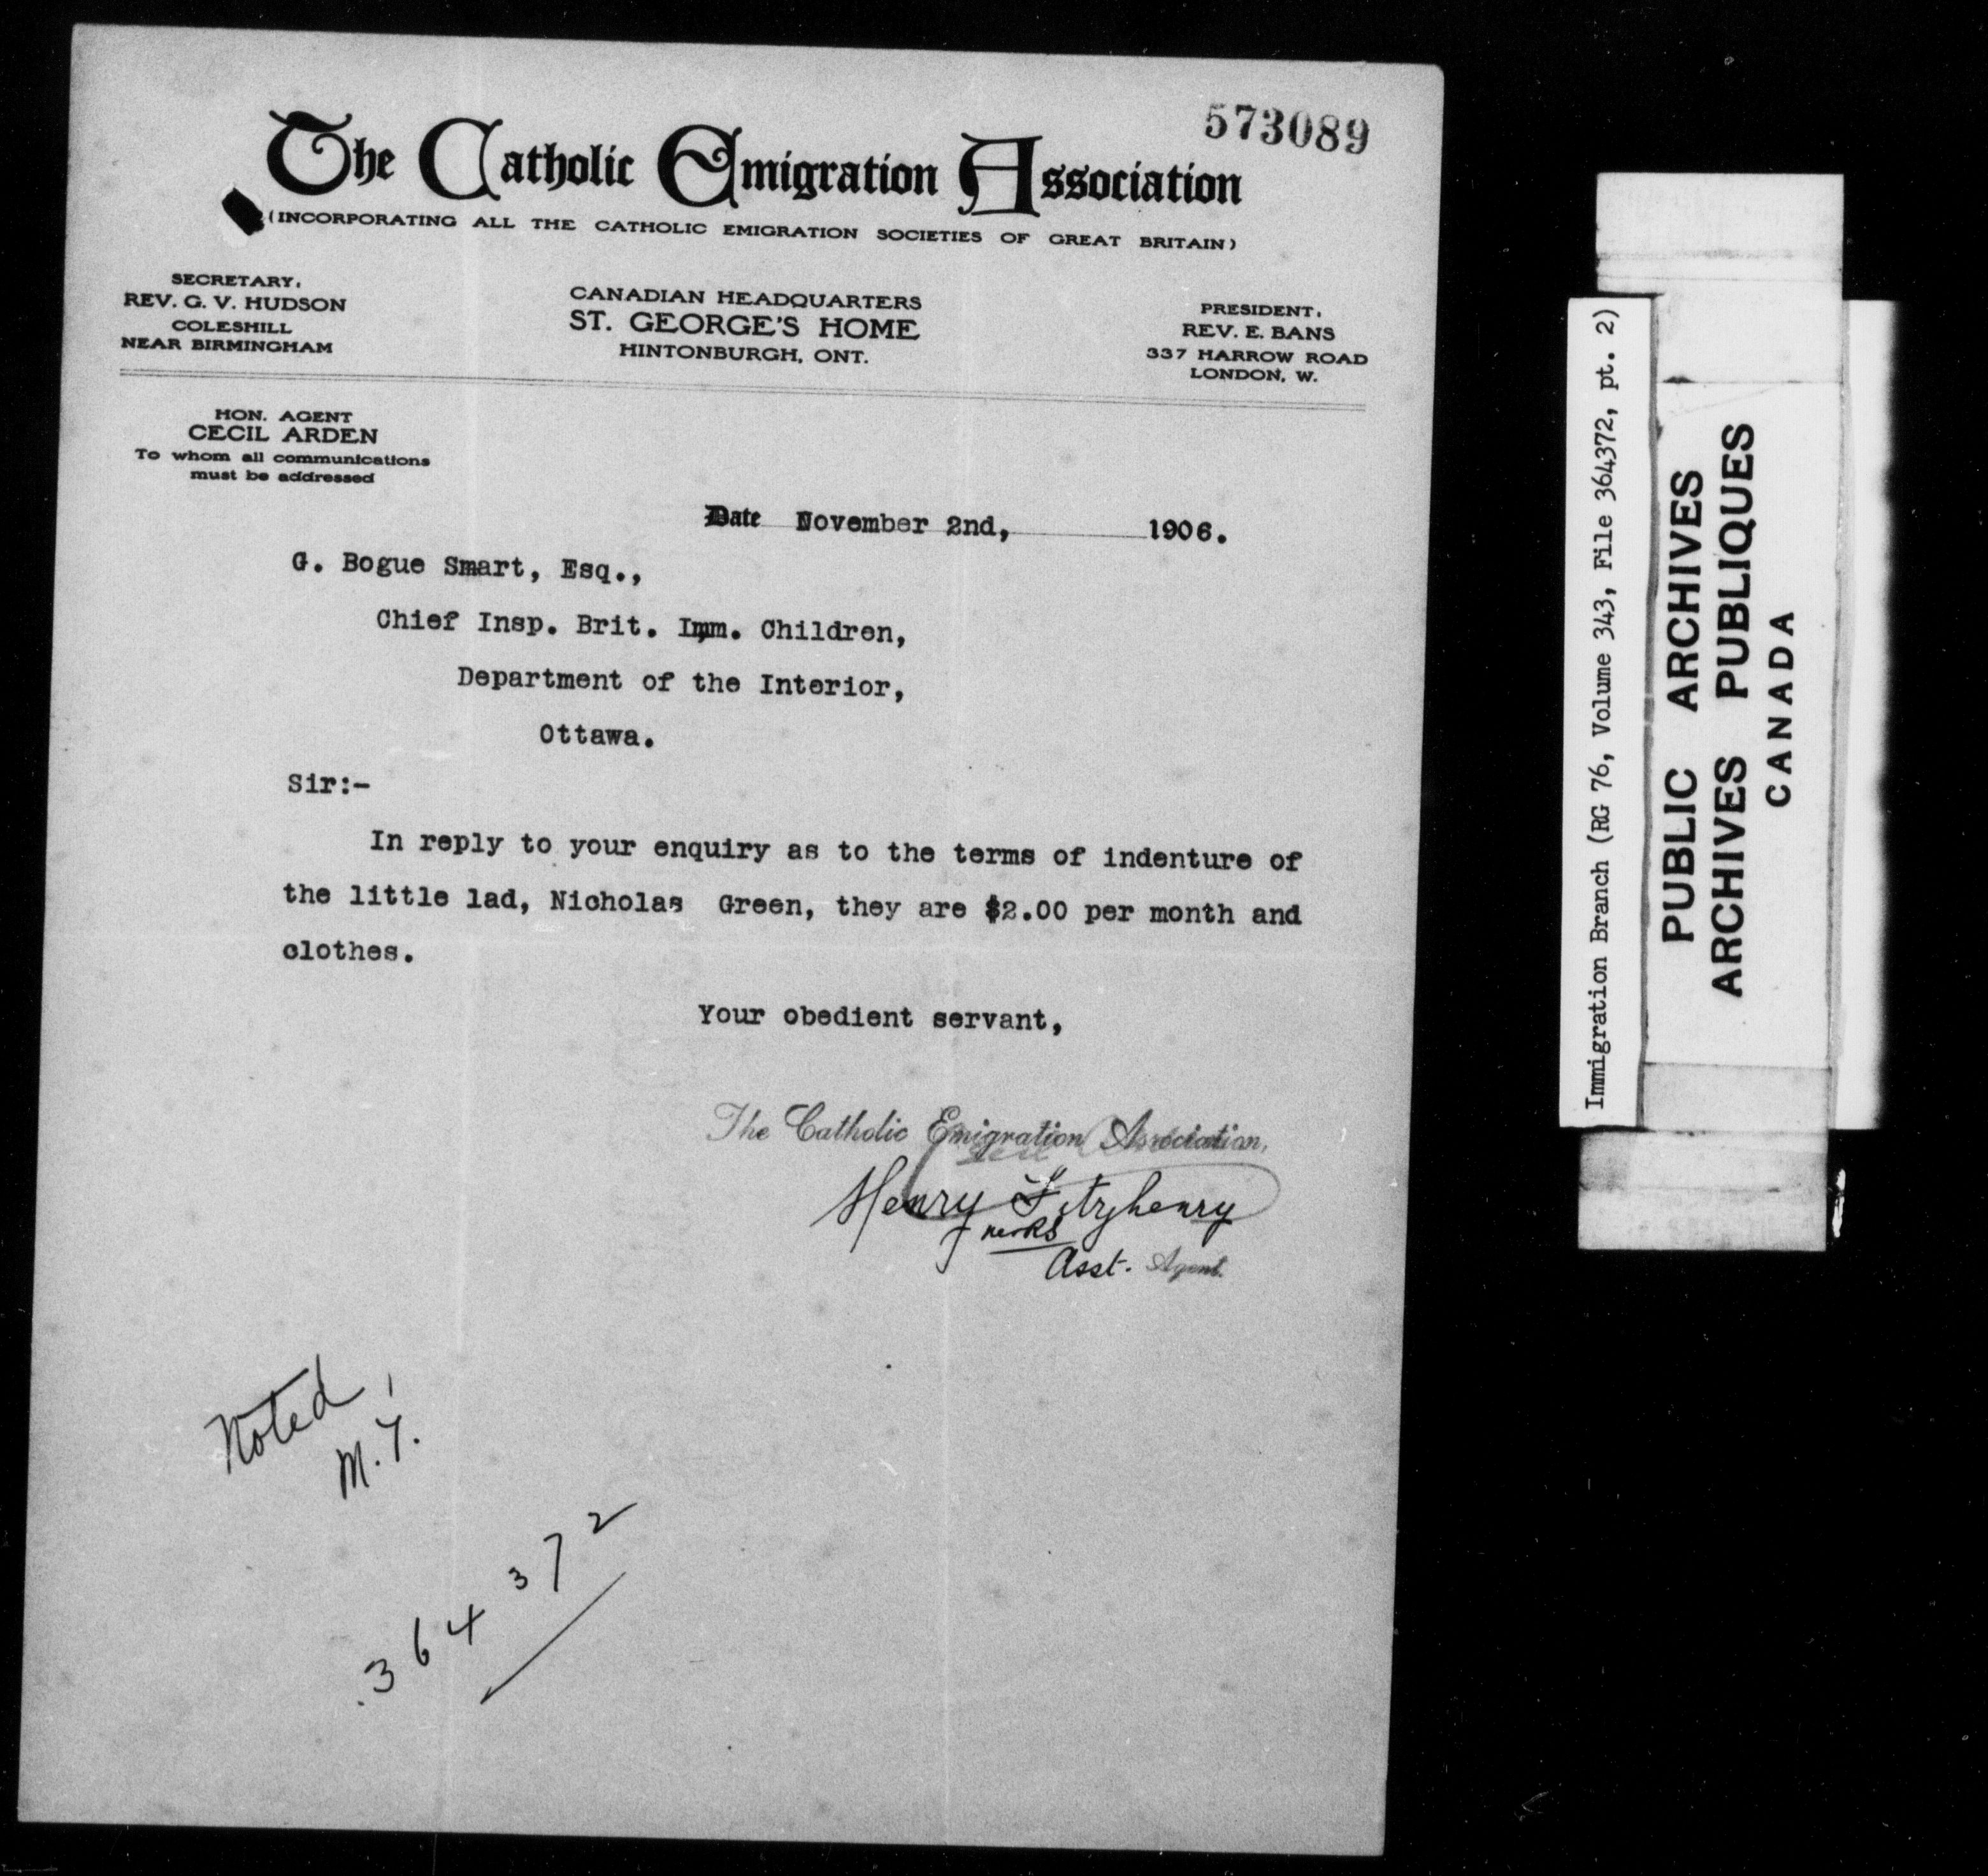 573089
The Catholic Emigration Association
(INCORPORATING ALL THE CATHOLIC EMIGRATION SOCIETIES OF GREAT BRITAIN)
SECRETARY,
REV. G. V. HUDSON
COLESHILL
NEAR BIRMINGHAM
CANADIAN HEADQUARTERS
ST. GEORGE'S HOME
HINTONBURGH, ONT.
PRESIDENT,
REV. E. BANS
337 HARROW ROAD
LONDON, W.
HON. AGENT
CECIL ARDEN
To whom all communications
must be addressed
Date November 2nd, 1906.
G. Bogue Smart, Esq.,
Chief Insp. Brit. Imm. Children,
Department of the Interior,
Ottawa.
Sir:-
In reply to your enquiry as to the terms of indenture of
the little lad, Nicholas Green, they are $2.00 per month and
clothes.
Your obedient servant,
The Catholic Emigration Association,
Henry Fitzhenry
Asst. Agent.
Noted
M.Y.
364372
Immigration Branch (RG 76, Volume 343, File 364372, pt. 2)
PUBLIC ARCHIVES
ARCHIVES PUBLIQUES
CANADA